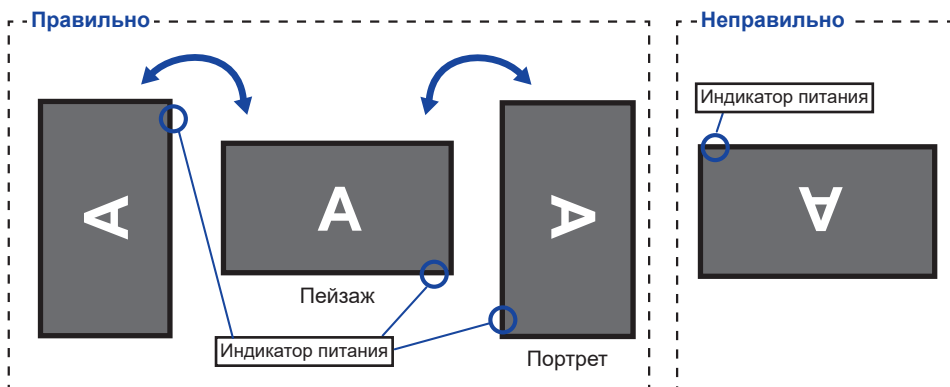 Правильно
Неправильно
Индикатор питания
A
A
A
A
Пейзаж
Индикатор питания
Портрет